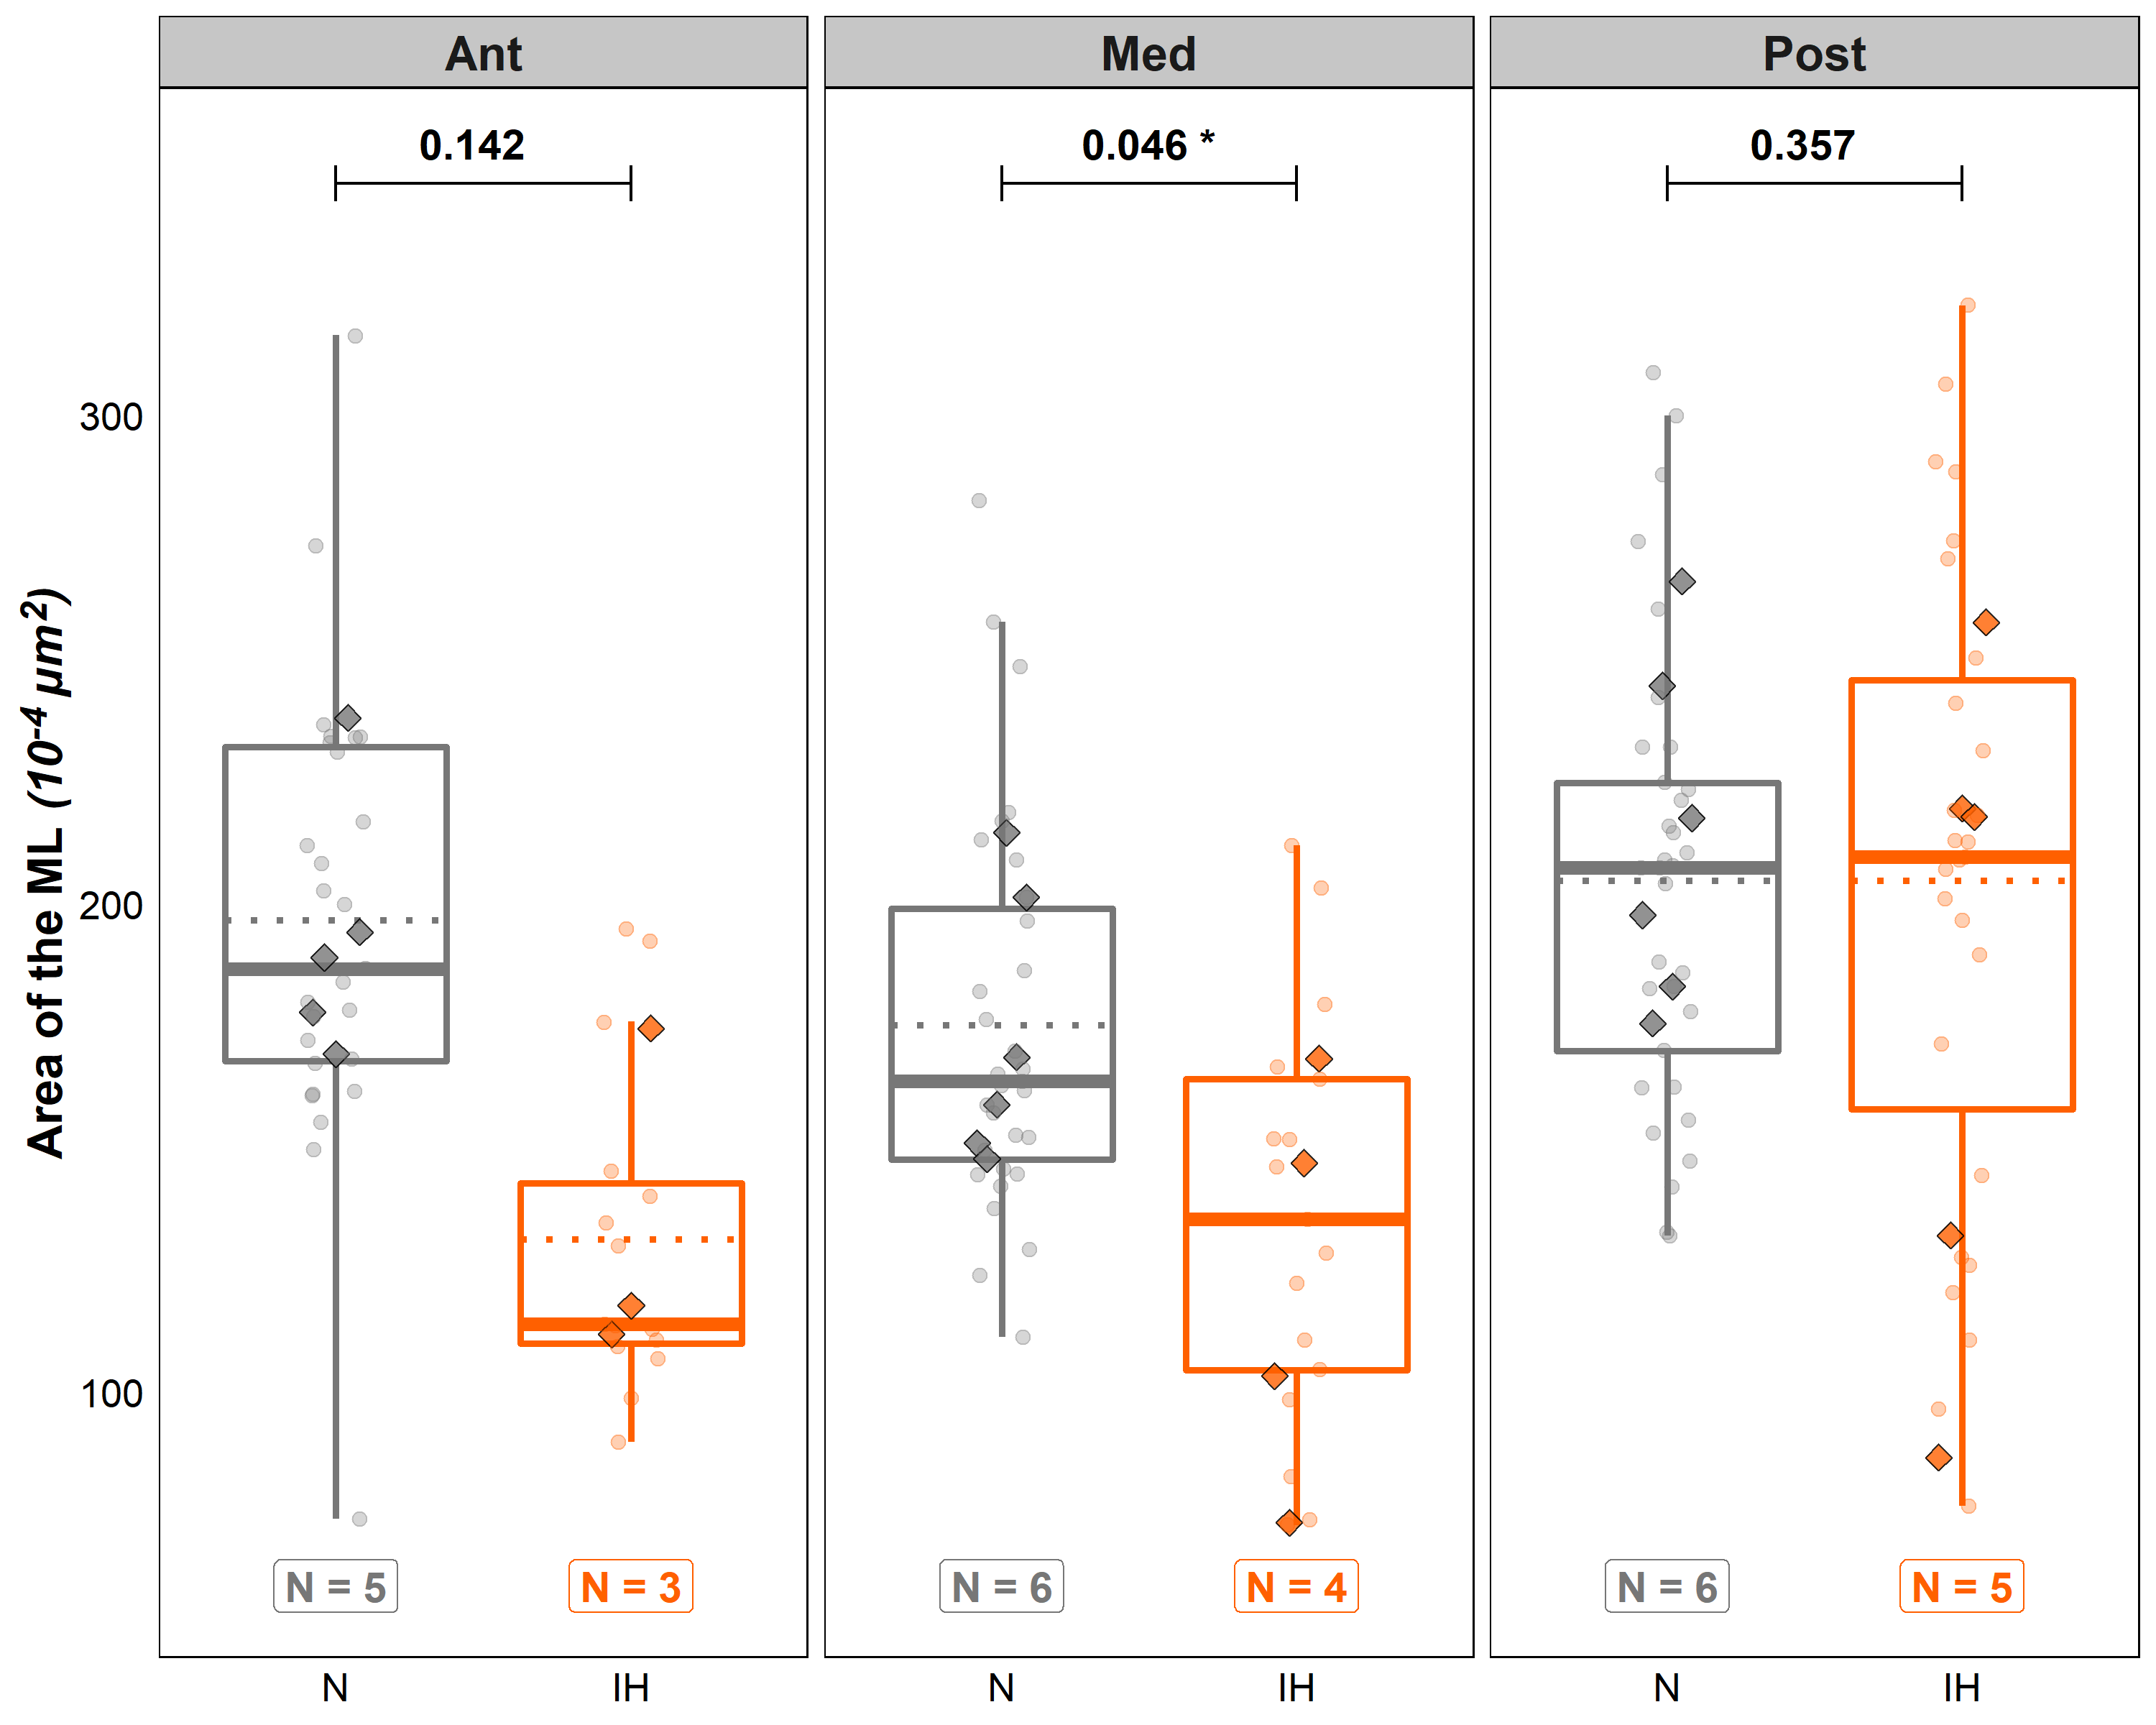 Ant Med Post
0.142 0.046 * 0.357
Area of the ML (10⁻⁴ µm²)
300
200
100
N = 5 N = 3 N = 6 N = 4 N = 6 N = 5
N IH N IH N IH